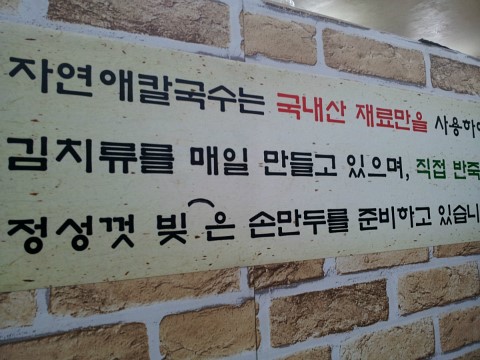 자연애칼국수는 국내산 재료만을 사용하여
김치류를 매일 만들고 있으며, 직접 반죽
정성껏 빚은 손만두를 준비하고 있습니